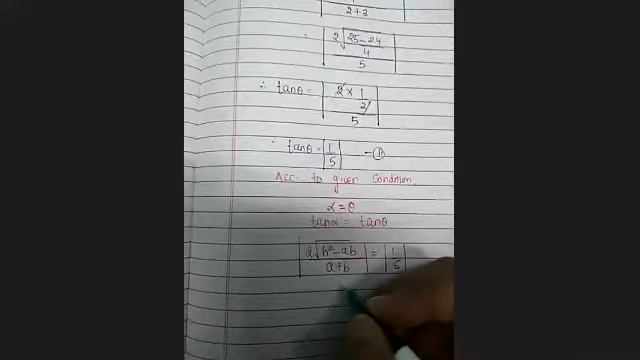 2+3
2√25-24/4
5
∴ tanθ = |2 × 1/2 / 5|
∴ tanθ = |1/5| - 
Acc. to given Condition,
α = θ
tanα = tanθ
|2√h²-ab / a+b| = |1/5|